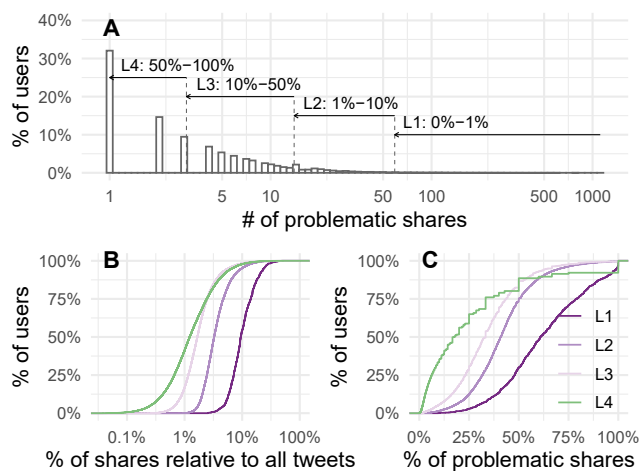 A
40%
30%
20%
10%
0%
% of users
L4: 50%−100%
L3: 10%−50%
L2: 1%−10%
L1: 0%−1%
1 5 10 50 100 500 1000
# of problematic shares
B
100%
75%
50%
25%
0%
% of users
0.1% 1% 10% 100%
% of shares relative to all tweets
C
100%
75%
50%
25%
0%
% of users
L1
L2
L3
L4
0% 25% 50% 75% 100%
% of problematic shares